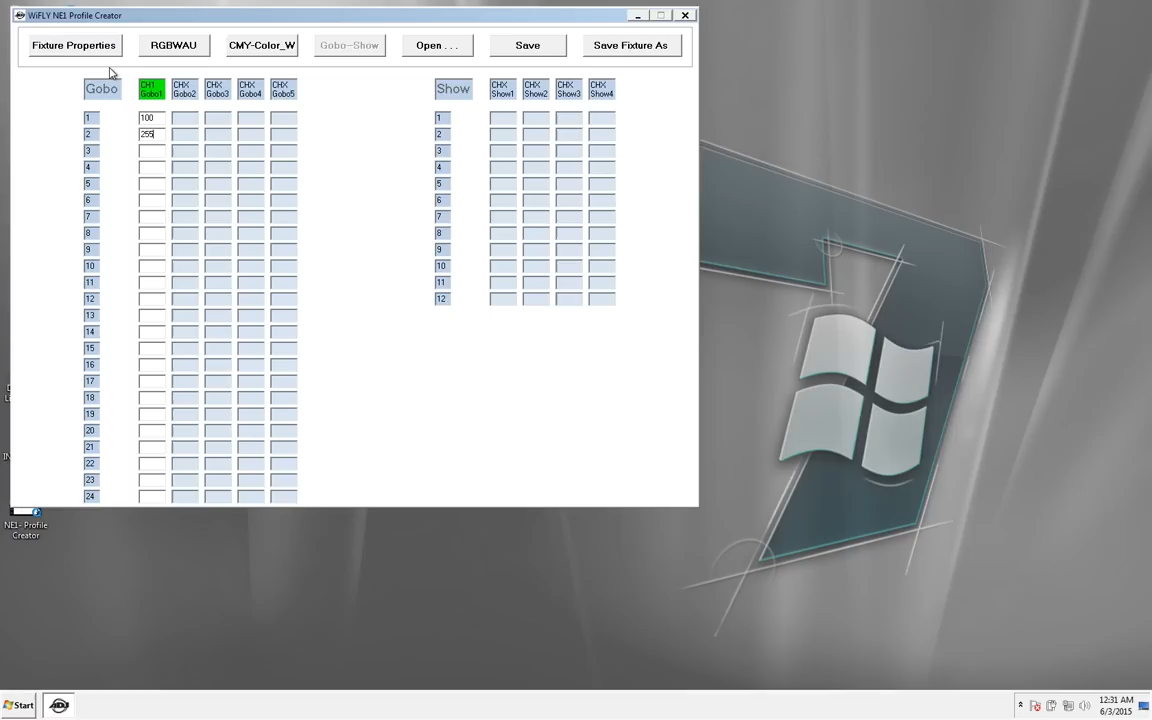 WiFLY NE1 Profile Creator
Fixture Properties
RGBWAU
CMY-Color_W
Gobo-Show
Open . . .
Save
Save Fixture As
Gobo
CH1 Gobo1
CHX Gobo2
CHX Gobo3
CHX Gobo4
CHX Gobo5
Show
CHX Show1
CHX Show2
CHX Show3
CHX Show4
1 100 1
2 255 2
3 3
4 4
5 5
6 6
7 7
8 8
9 9
10 10
11 11
12 12
13
14
15
16
17
18
19
20
21
22
23
24
NE1- Profile
Creator
Start
ADJ
12:31 AM
6/3/2015